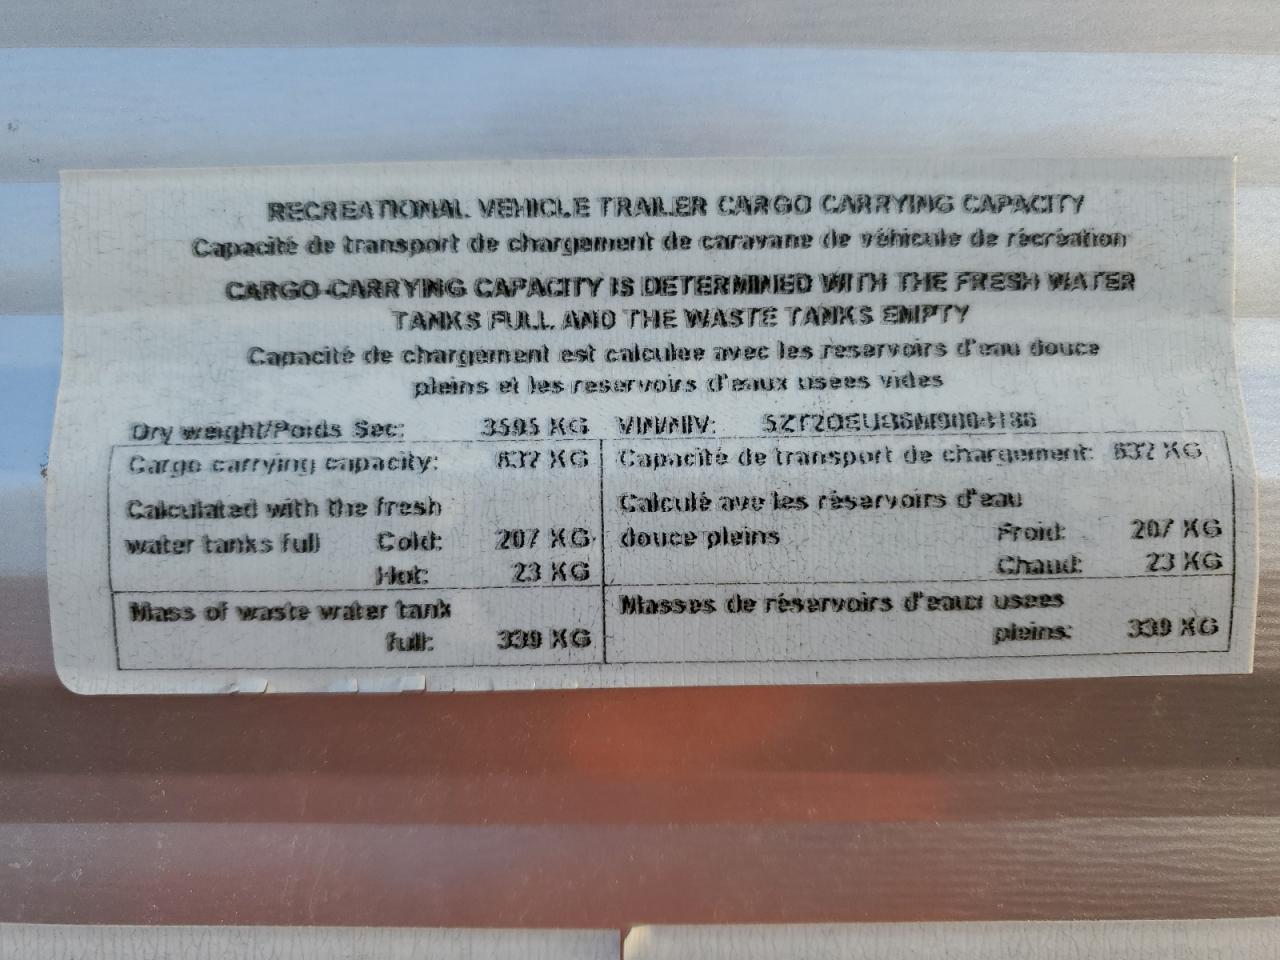 RECREATIONAL VEHICLE TRAILER CARGO CARRYING CAPACITY
Capacité de transport de chargement de caravane de véhicule de récréation
CARGO-CARRYING CAPACITY IS DETERMINED WITH THE FRESH WATER
TANKS FULL AND THE WASTE TANKS EMPTY
Capacité de chargement est calculee avec les reservoirs d'eau douce
pleins et les reservoirs d'eaux usees vides
Dry weight/Poids Sec: 3595 KG VIN/NIV:
Cargo carrying capacity: KG Capacité de transport de chargement: KG
Calculated with the fresh Calculé ave les réservoirs d'eau
water tanks full Cold: 207 KG douce pleins Froid: 207 KG
Hot: 23 KG Chaud: 23 KG
Mass of waste water tank Masses de réservoirs d'eaux usees
full: 339 KG pleins: 339 KG